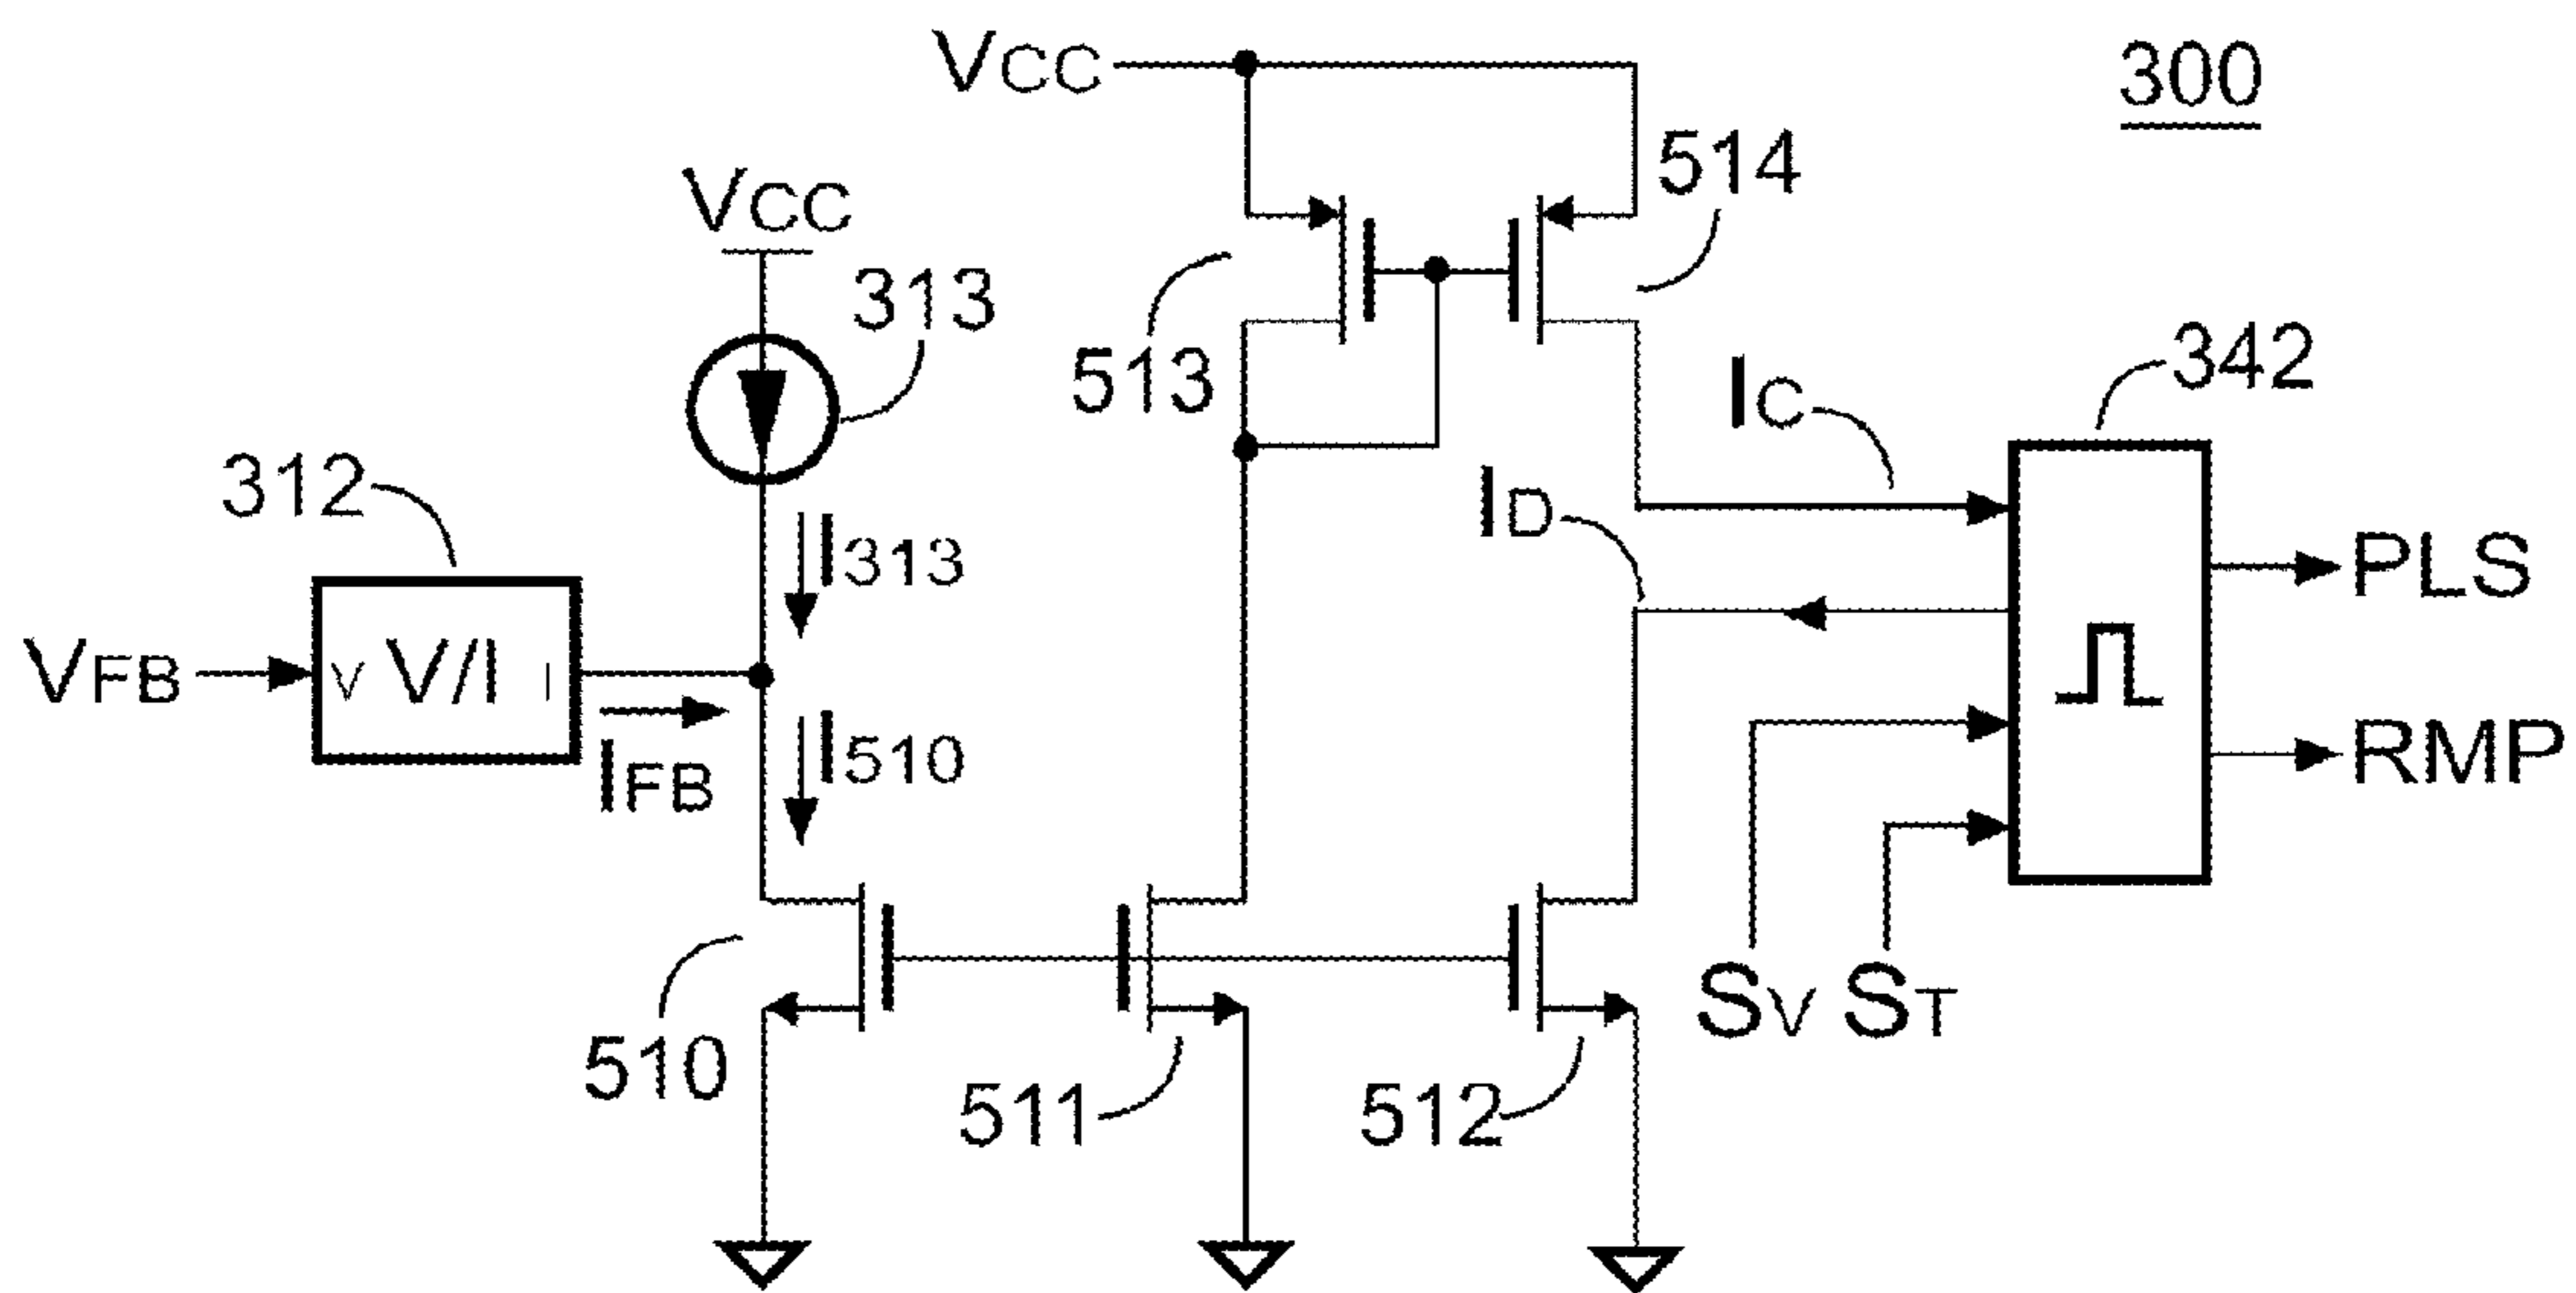 VCC
300
514
VCC
313
513
342
IC
312
ID
I313
PLS
VFB
V V/I I
I510
IFB
RMP
510
511
512
SV ST